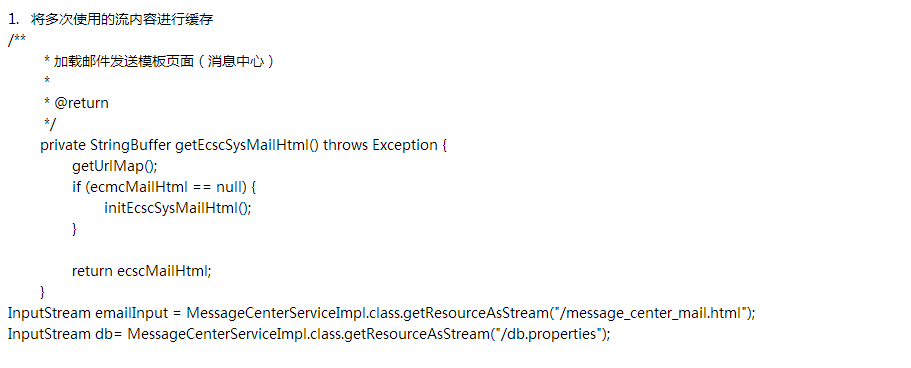 1. 将多次使用的流内容进行缓存
/**
* 加载邮件发送模板页面（消息中心）
*
* @return
*/
private StringBuffer getEcscSysMailHtml() throws Exception {
getUrlMap();
if (ecmcMailHtml == null) {
initEcscSysMailHtml();
}
return ecscMailHtml;
}
InputStream emailInput = MessageCenterServiceImpl.class.getResourceAsStream("/message_center_mail.html");
InputStream db= MessageCenterServiceImpl.class.getResourceAsStream("/db.properties");